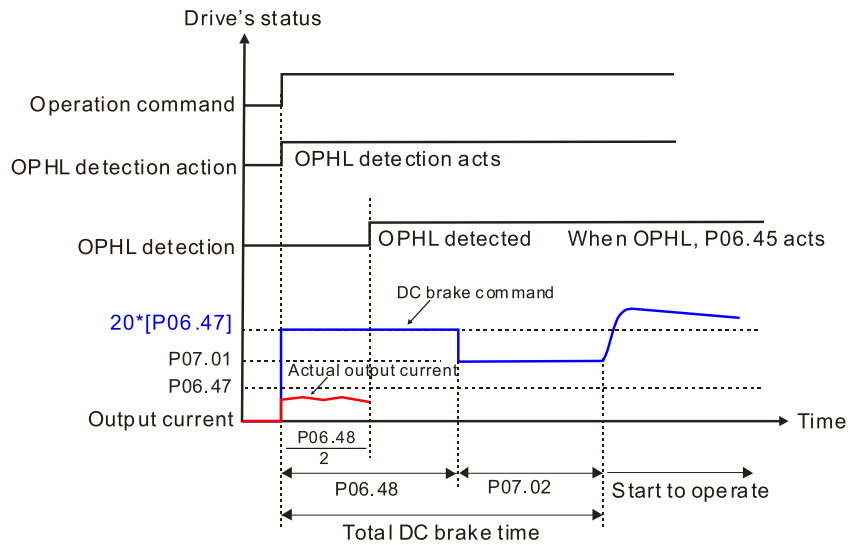 Drive's status
Operation command
OPHL detection action
OPHL detection acts
OPHL detection
OPHL detected
When OPHL, P06.45 acts
DC brake command
20*[P06.47]
P07.01
Actual output current
P06.47
Output current
Time
P06.48
2
P06.48
P07.02
Start to operate
Total DC brake time